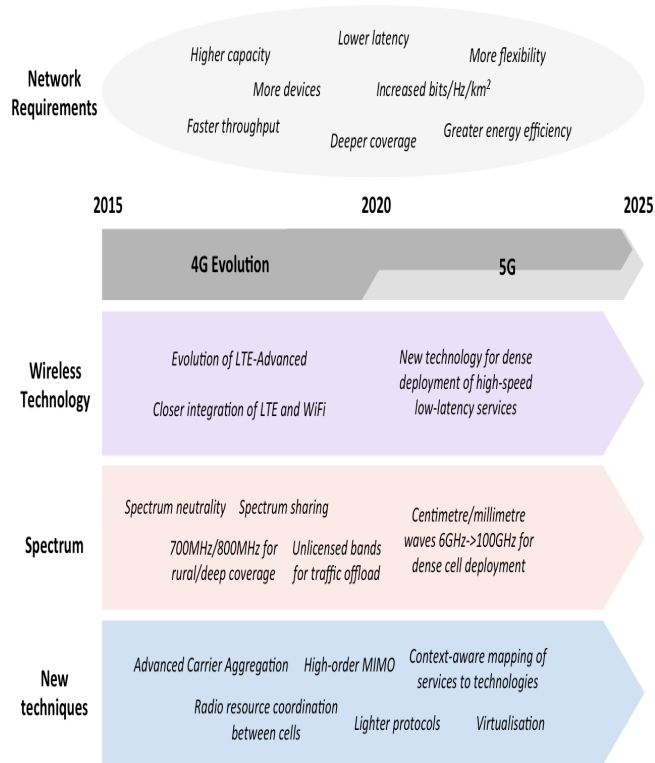 Lower latency
Higher capacity
More flexibility
Network
Requirements
More devices
Increased bits/Hz/km²
Faster throughput
Deeper coverage
Greater energy efficiency
2015
2020
2025
4G Evolution
5G
Wireless
Technology
Evolution of LTE-Advanced
Closer integration of LTE and WiFi
New technology for dense
deployment of high-speed
low-latency services
Spectrum
Spectrum neutrality
Spectrum sharing
700MHz/800MHz for
rural/deep coverage
Unlicensed bands
for traffic offload
Centimetre/millimetre
waves 6GHz->100GHz for
dense cell deployment
New
techniques
Advanced Carrier Aggregation
High-order MIMO
Context-aware mapping of
services to technologies
Radio resource coordination
between cells
Lighter protocols
Virtualisation